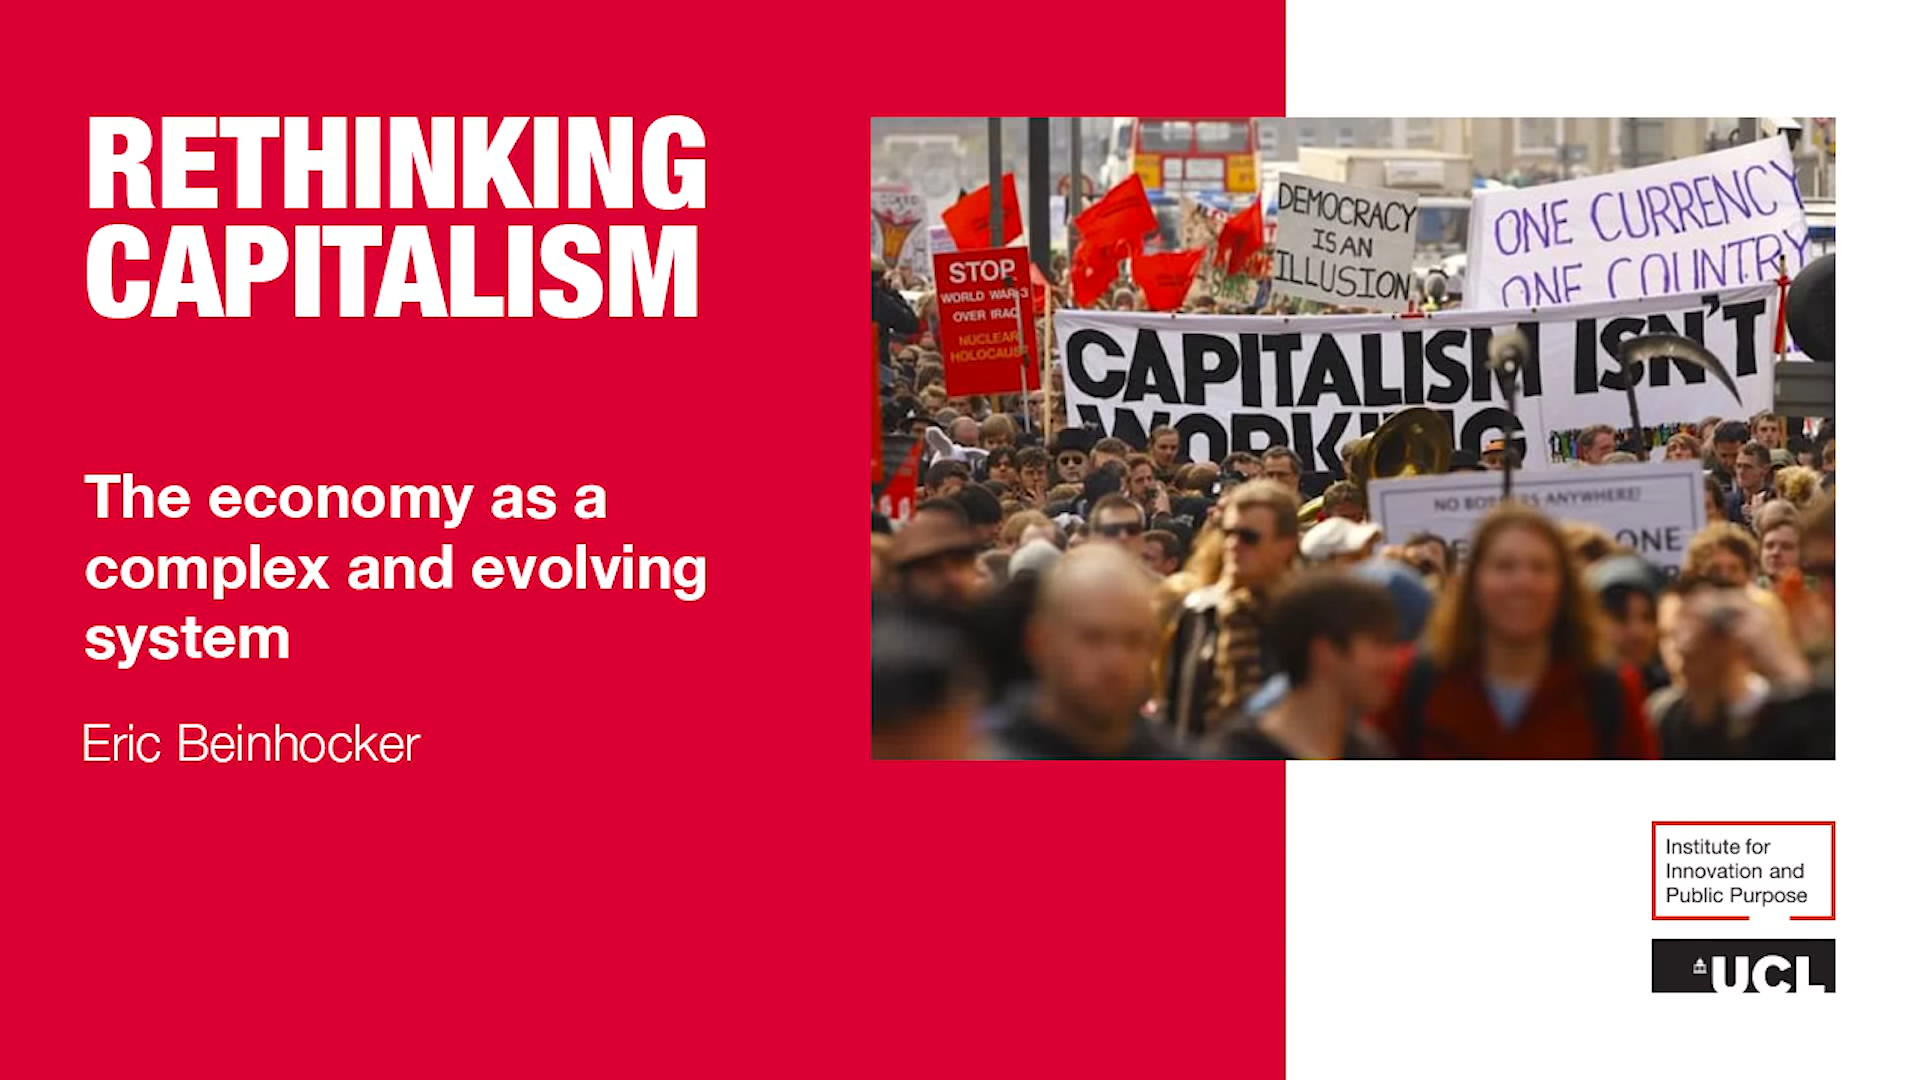 RETHINKING
CAPITALISM
The economy as a
complex and evolving
system
Eric Beinhocker
STOP
WORLD WAR 3
OVER IRAQ
NUCLEAR
HOLOCAUST
DEMOCRACY
IS AN
ILLUSION
ONE CURRENCY
ONE COUNTRY
CAPITALISM ISN'T
WORKING
NO BORDERS ANYWHERE!
ONE
Institute for
Innovation and
Public Purpose
UCL